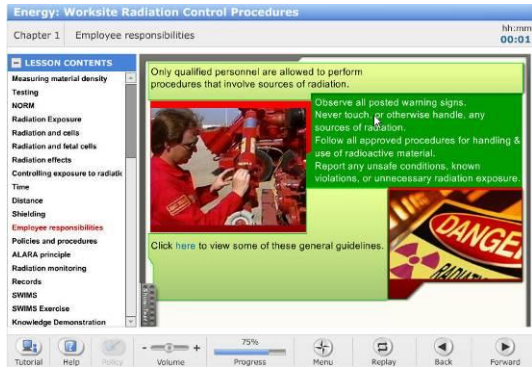 Energy: Worksite Radiation Control Procedures
Chapter 1 Employee responsibilities
hh:mm
00:01
LESSON CONTENTS
Measuring material density
Testing
NORM
Radiation Exposure
Radiation and cells
Radiation and fetal cells
Radiation effects
Controlling exposure to radiatic
Time
Distance
Shielding
Employee responsibilities
Policies and procedures
ALARA principle
Radiation monitoring
Records
SWIMS
SWIMS Exercise
Knowledge Demonstration
Only qualified personnel are allowed to perform
procedures that involve sources of radiation.
Observe all posted warning signs.
Never touch, or otherwise handle, any
sources of radiation.
Follow all approved procedures for handling &
use of radioactive material.
Report any unsafe conditions, known
violations, or unnecessary radiation exposure.
Click here to view some of these general guidelines.
DANGE
RADIATI
Tutorial
Help
Policy
- +
Volume
75%
Progress
Menu
Replay
Back
Forward